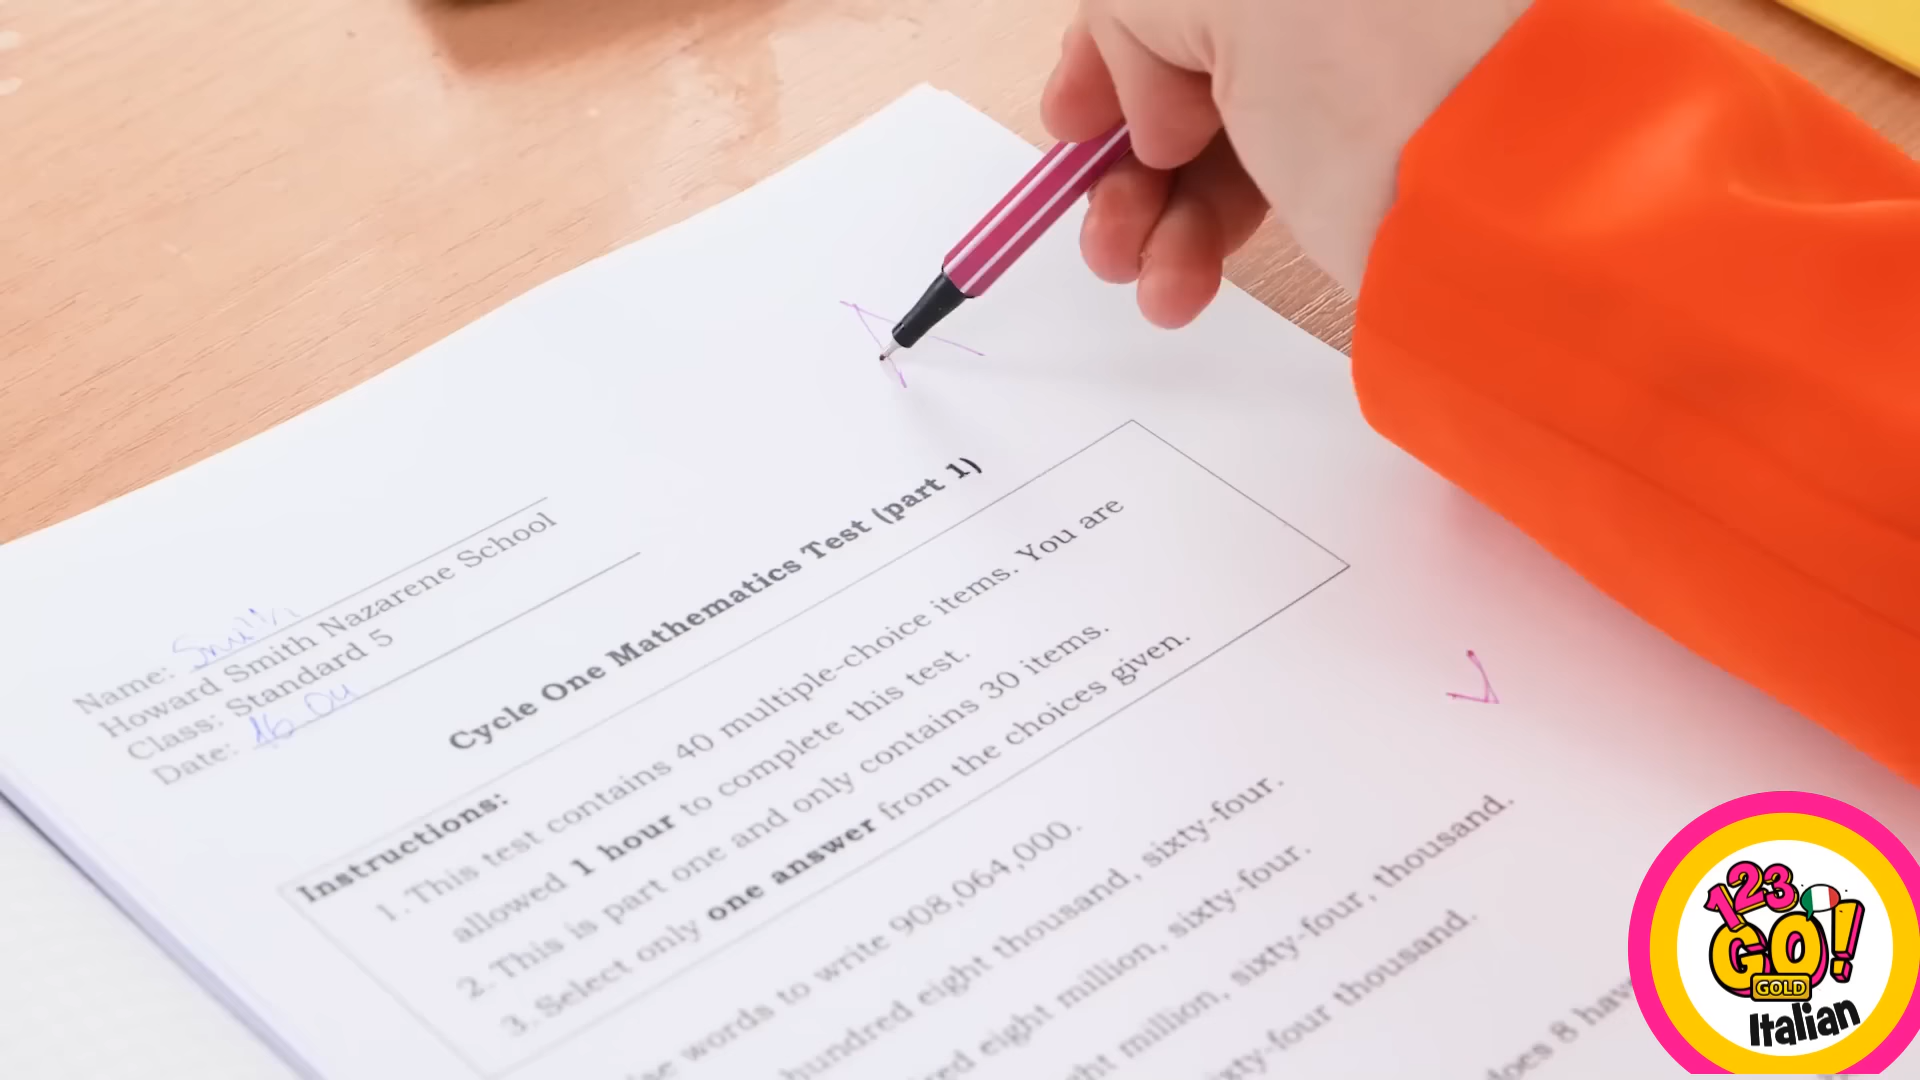 Name: Smith
Howard Smith Nazarene School
Class: Standard 5
Date: 16 04
Cycle One Mathematics Test (part 1)
Instructions:
1. This test contains 40 multiple-choice items. You are
allowed 1 hour to complete this test.
2. This is part one and only contains 30 items.
3. Select only one answer from the choices given.
words to write 908,064,000.
hundred eight thousand, sixty-four.
eight million, sixty-four.
million, sixty-four, thousand.
sixty-four thousand.
does 8
123
GO!
GOLD
Italian